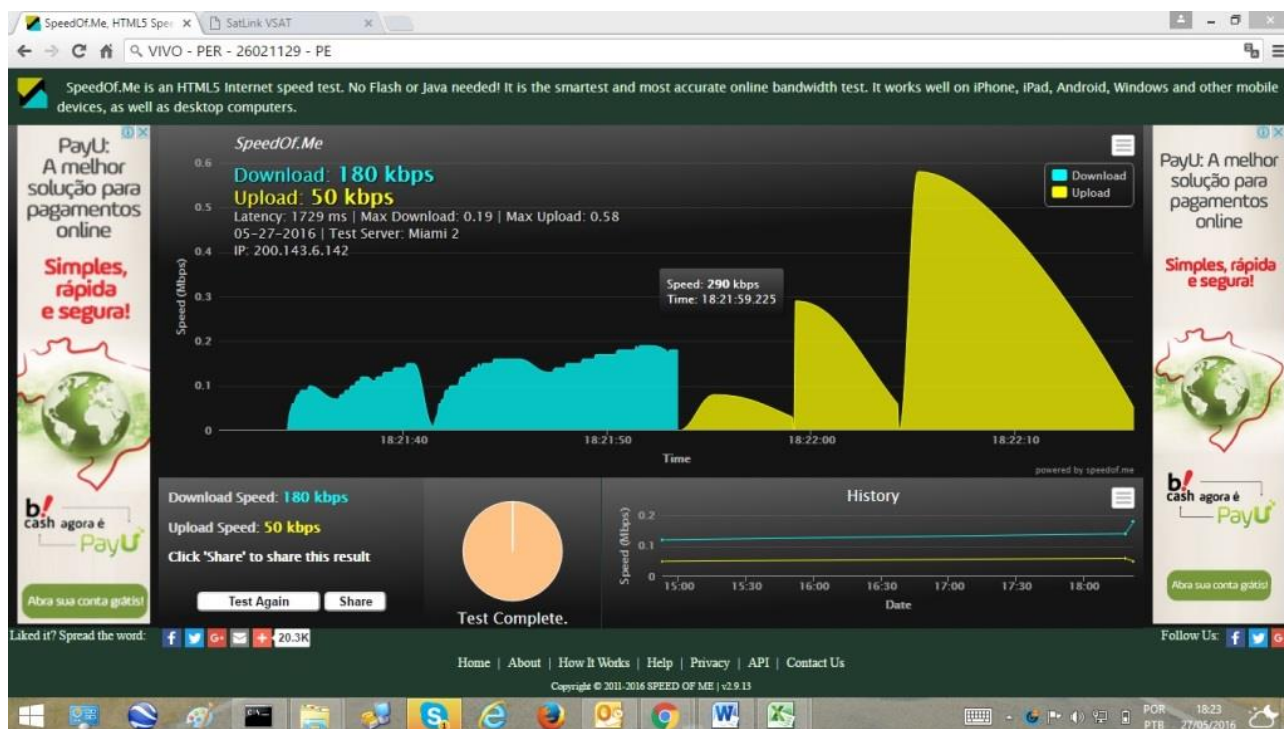 SpeedOf.Me, HTML5 Spee
SatLink VSAT
VIVO - PER - 26021129 - PE
SpeedOf.Me is an HTML5 Internet speed test. No Flash or Java needed! It is the smartest and most accurate online bandwidth test. It works well on iPhone, iPad, Android, Windows and other mobile
devices, as well as desktop computers.
PayU:
A melhor
solução para
pagamentos
online
Simples,
rápida
e segura!
b!
cash agora é
PayU
Abra sua conta grátis!
SpeedOf.Me
Download: 180 kbps
Upload: 50 kbps
Latency: 1729 ms | Max Download: 0.19 | Max Upload: 0.58
05-27-2016 | Test Server: Miami 2
IP: 200.143.6.142
Download
Upload
Speed: 290 kbps
Time: 18:21:59.225
Speed (Mbps)
0.6
0.5
0.4
0.3
0.2
0.1
0
18:21:40 18:21:50 18:22:00 18:22:10
Time
powered by speedof.me
PayU: A melhor
solução para
pagamentos
online
Simples, rápida
e segura!
b!
cash agora é
PayU
Abra sua conta grátis!
Download Speed: 180 kbps
Upload Speed: 50 kbps
Click 'Share' to share this result
Test Again Share
Test Complete.
History
Speed (Mbps)
0.2
0.1
0
15:00 15:30 16:00 16:30 17:00 17:30 18:00
Date
Liked it? Spread the word:
20.3K
Follow Us:
Home | About | How It Works | Help | Privacy | API | Contact Us
Copyright © 2011-2016 SPEED OF ME | v2.9.13
POR 18:23
PTB 27/05/2016